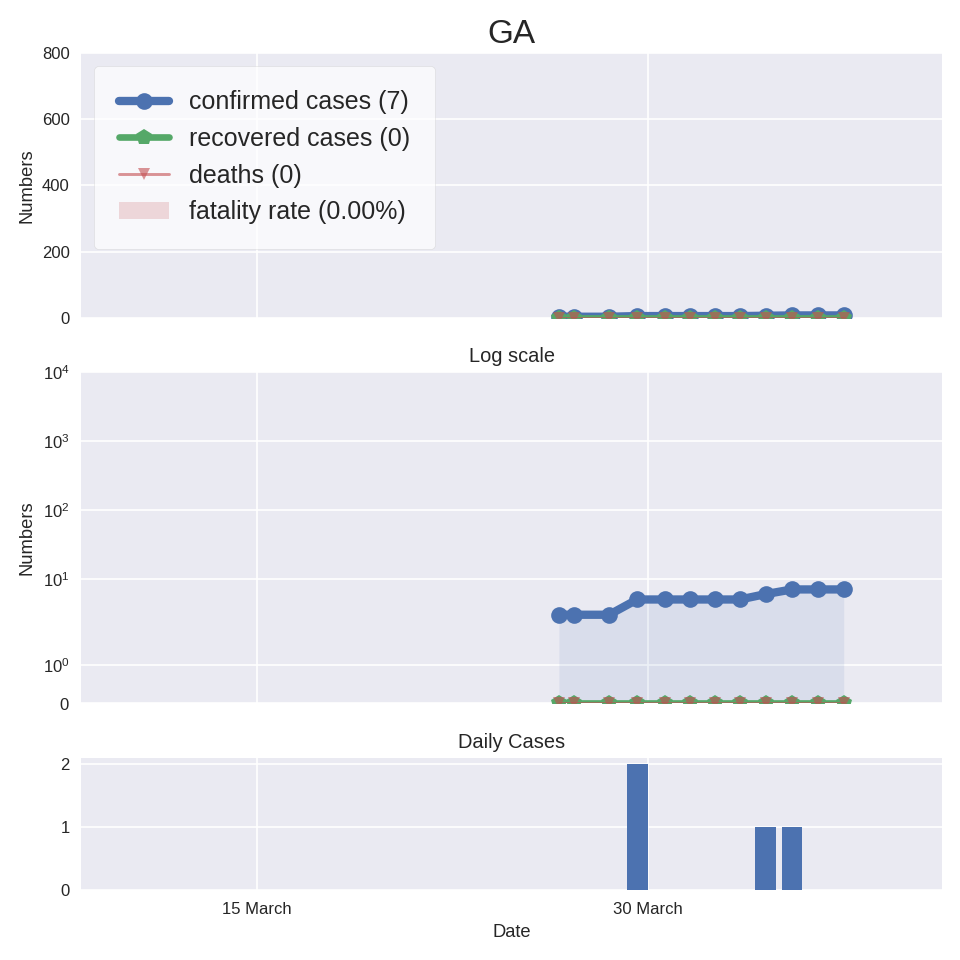 GA
800
600
400
200
0
Numbers
confirmed cases (7)
recovered cases (0)
deaths (0)
fatality rate (0.00%)
Log scale
10⁴
10³
10²
10¹
10⁰
0
Numbers
Daily Cases
2
1
0
15 March 30 March
Date